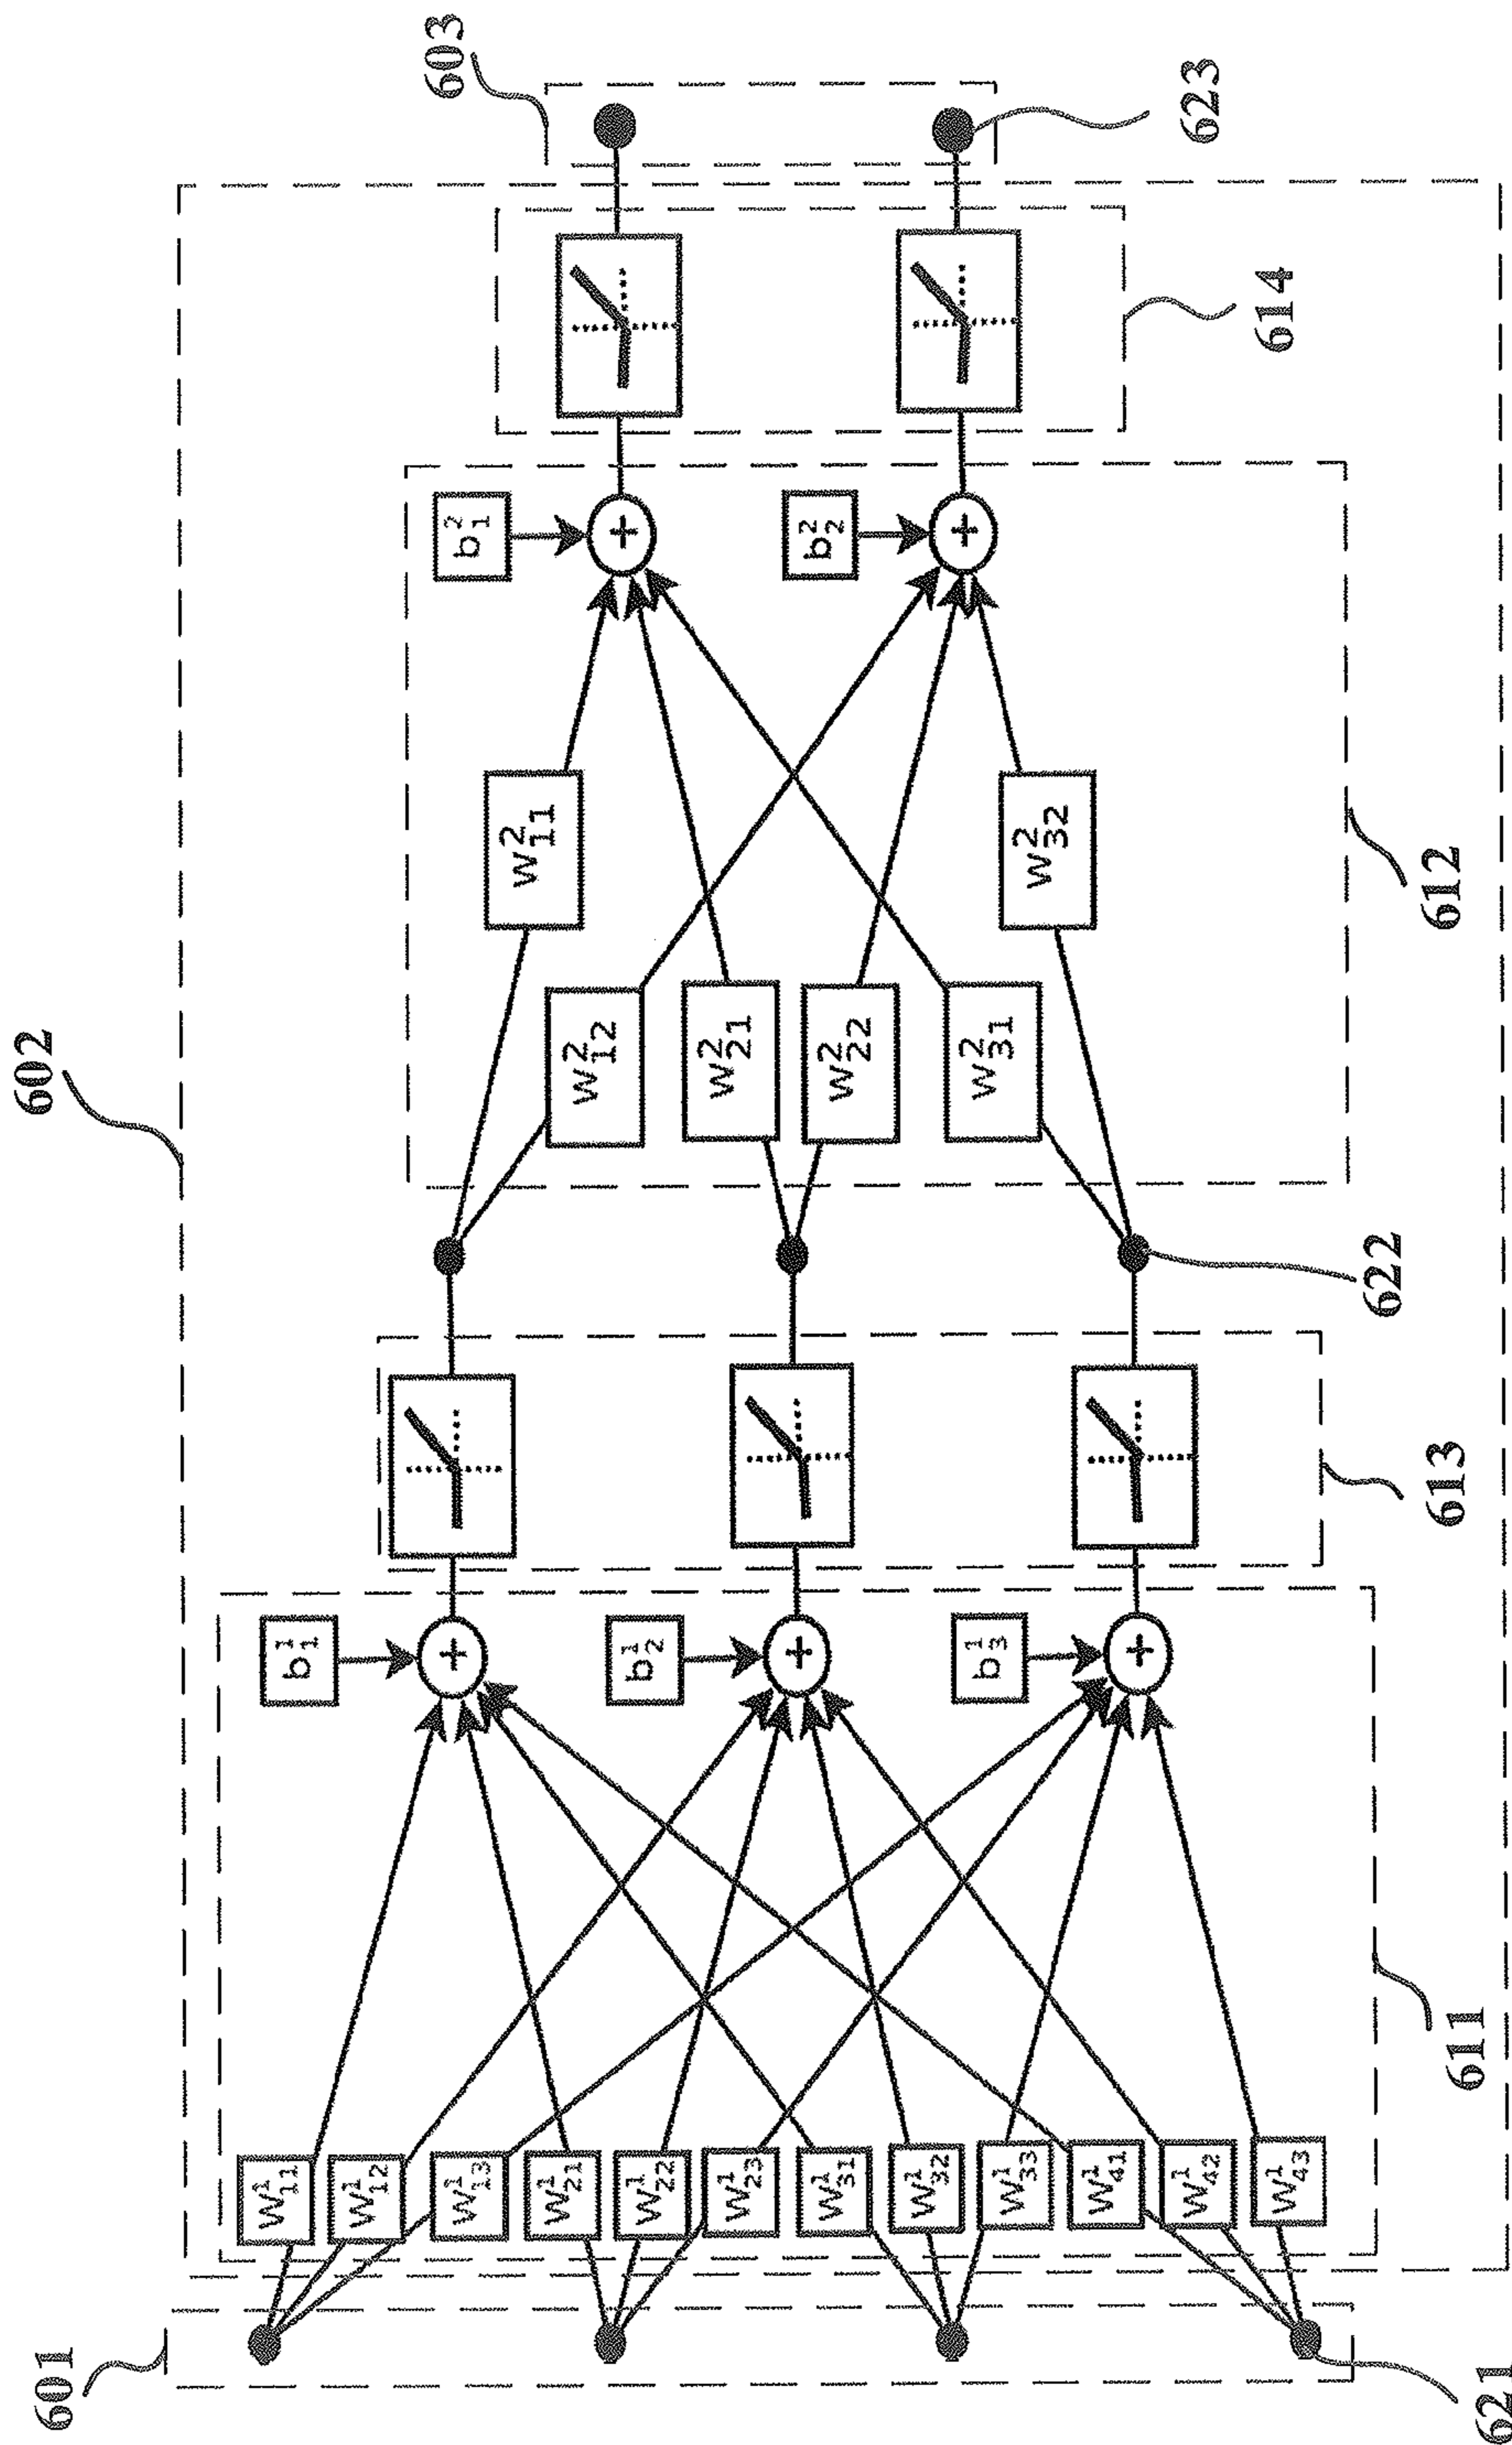 601
602
603
W¹₁₁
W¹₁₂
W¹₁₃
W¹₂₁
W¹₂₂
W¹₂₃
W¹₃₁
W¹₃₂
W¹₃₃
W¹₄₁
W¹₄₂
W¹₄₃
b¹₁
+
b¹₂
+
b¹₃
+
W²₁₁
W²₁₂
W²₂₁
W²₂₂
W²₃₁
W²₃₂
b²₁
+
b²₂
+
621
611
613
622
612
614
623